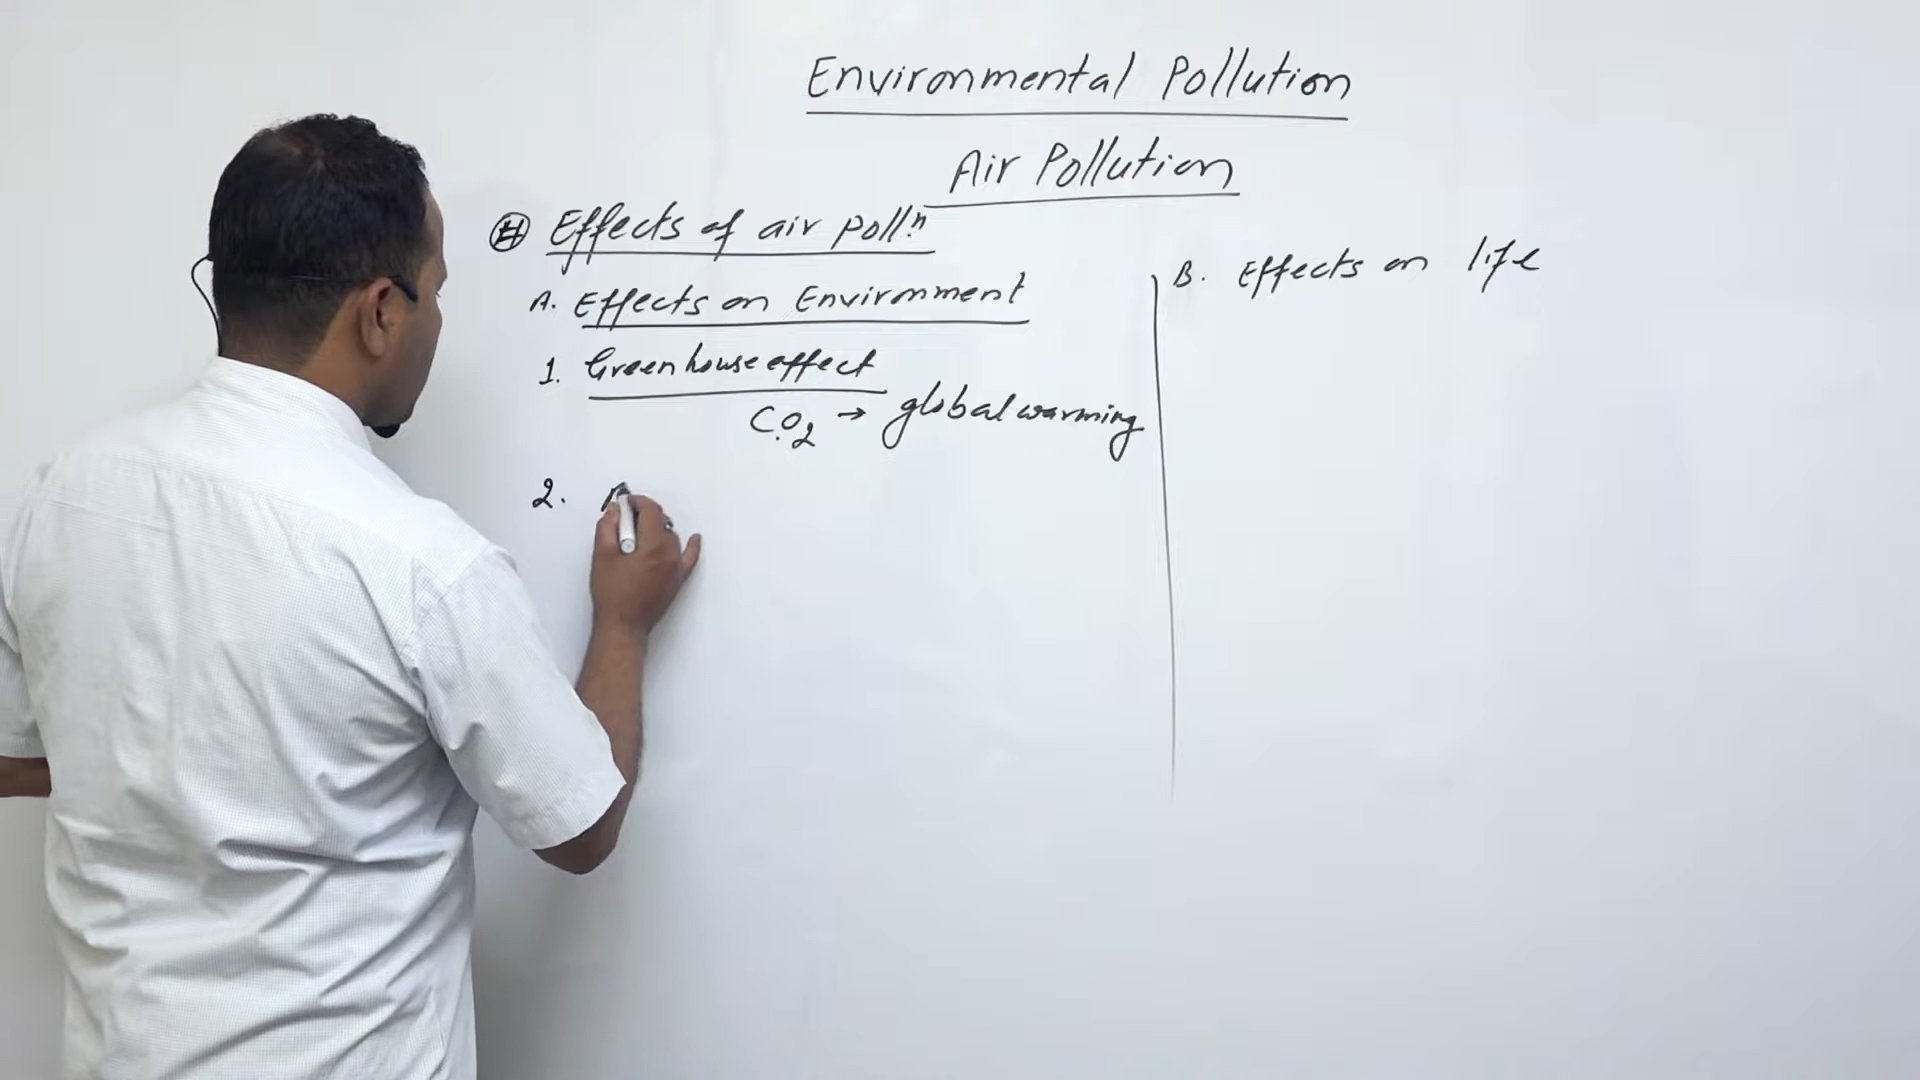 Environmental Pollution
Air Pollution
# Effects of air polln
A. Effects on Environment
1. Greenhouse effect
CO2 → global warming
2.
B. Effects on life